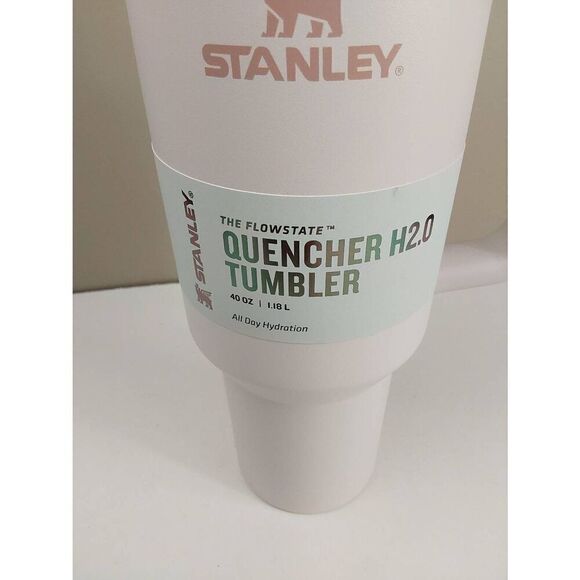 STANLEY®
STANLEY®
THE FLOWSTATE™
QUENCHER H2.0
TUMBLER
40 OZ | 1.18 L
All Day Hydration